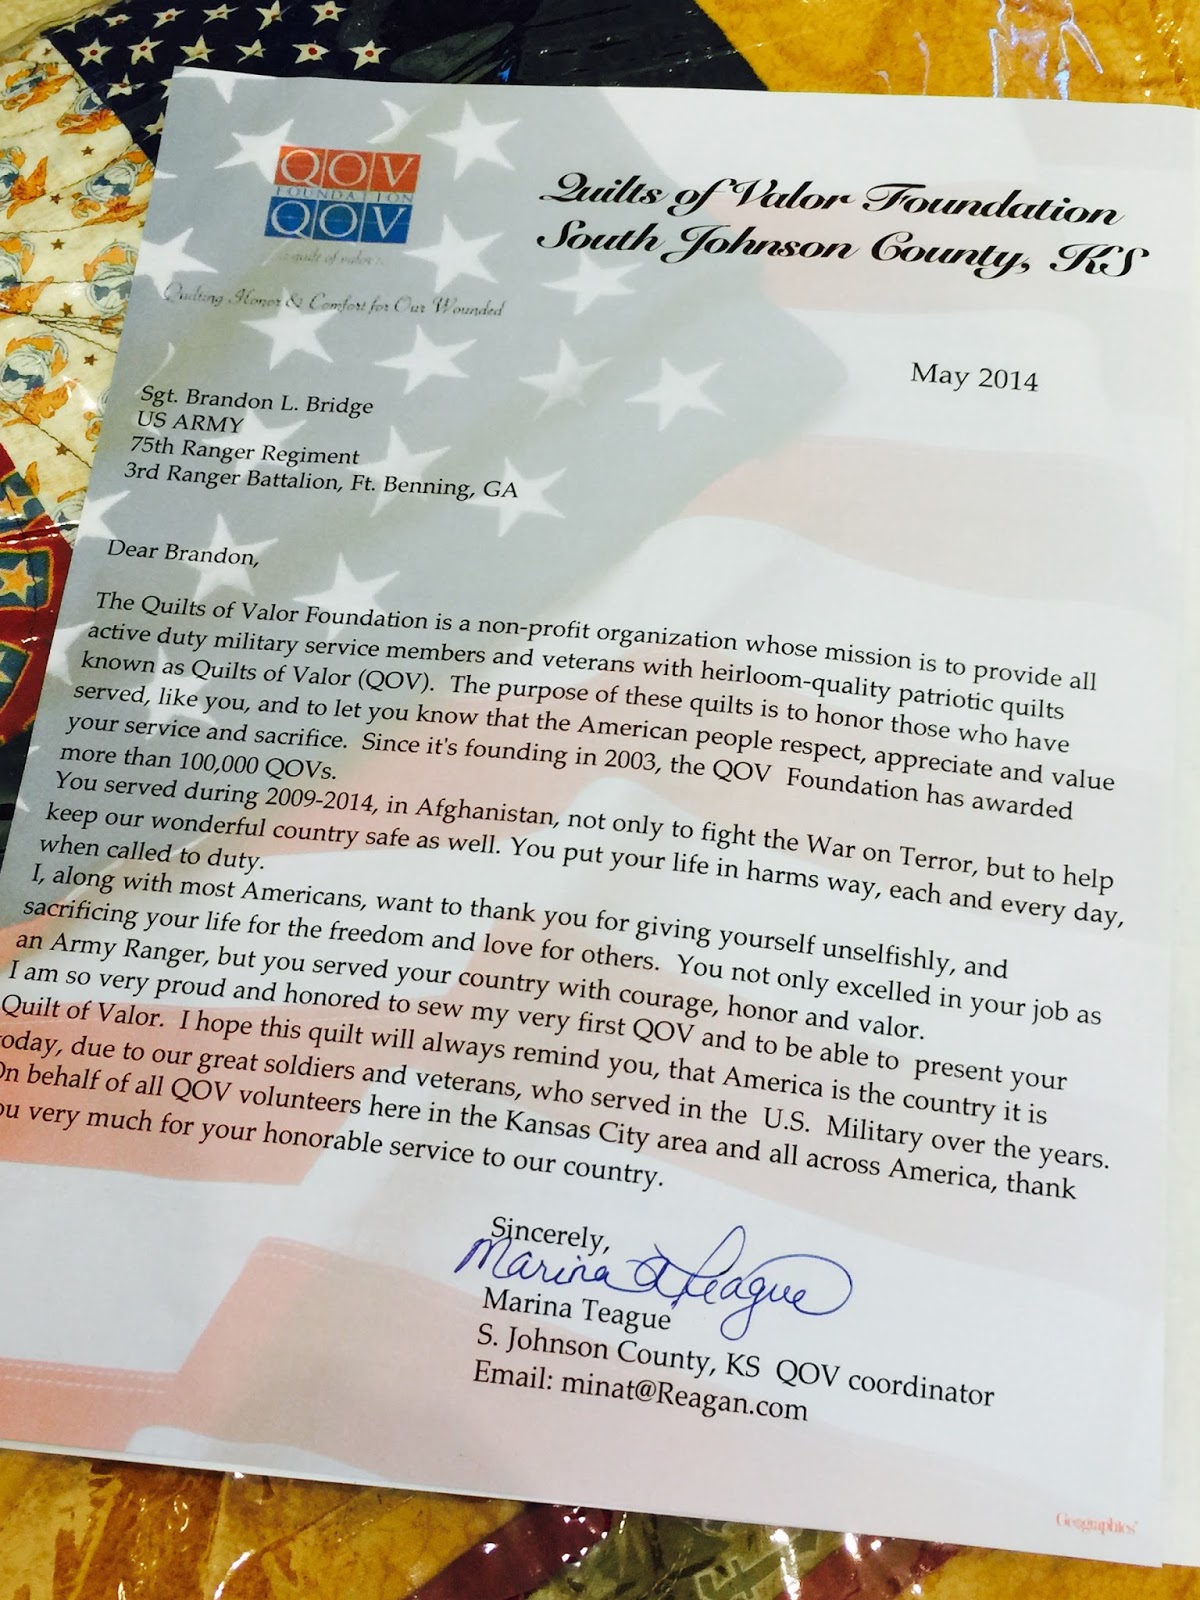 QOV
FOUNDATION
QOV
quilt of valor
Quilting Honor & Comfort for Our Wounded
Quilts of Valor Foundation
South Johnson County, KS
May 2014
Sgt. Brandon L. Bridge
US ARMY
75th Ranger Regiment
3rd Ranger Battalion, Ft. Benning, GA
Dear Brandon,
The Quilts of Valor Foundation is a non-profit organization whose mission is to provide all
active duty military service members and veterans with heirloom-quality patriotic quilts
known as Quilts of Valor (QOV). The purpose of these quilts is to honor those who have
served, like you, and to let you know that the American people respect, appreciate and value
your service and sacrifice. Since it's founding in 2003, the QOV Foundation has awarded
more than 100,000 QOVs.
You served during 2009-2014, in Afghanistan, not only to fight the War on Terror, but to help
keep our wonderful country safe as well. You put your life in harms way, each and every day,
when called to duty.
I, along with most Americans, want to thank you for giving yourself unselfishly, and
sacrificing your life for the freedom and love for others. You not only excelled in your job as
an Army Ranger, but you served your country with courage, honor and valor.
I am so very proud and honored to sew my very first QOV and to be able to present your
Quilt of Valor. I hope this quilt will always remind you, that America is the country it is
today, due to our great soldiers and veterans, who served in the U.S. Military over the years.
On behalf of all QOV volunteers here in the Kansas City area and all across America, thank
ou very much for your honorable service to our country.
Sincerely,
Marina A Teague
Marina Teague
S. Johnson County, KS QOV coordinator
Email: minat@Reagan.com
Geographics